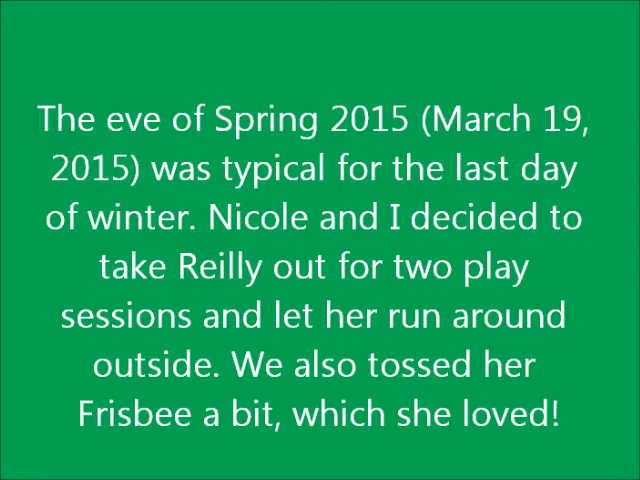 The eve of Spring 2015 (March 19,
2015) was typical for the last day
of winter. Nicole and I decided to
take Reilly out for two play
sessions and let her run around
outside. We also tossed her
Frisbee a bit, which she loved!